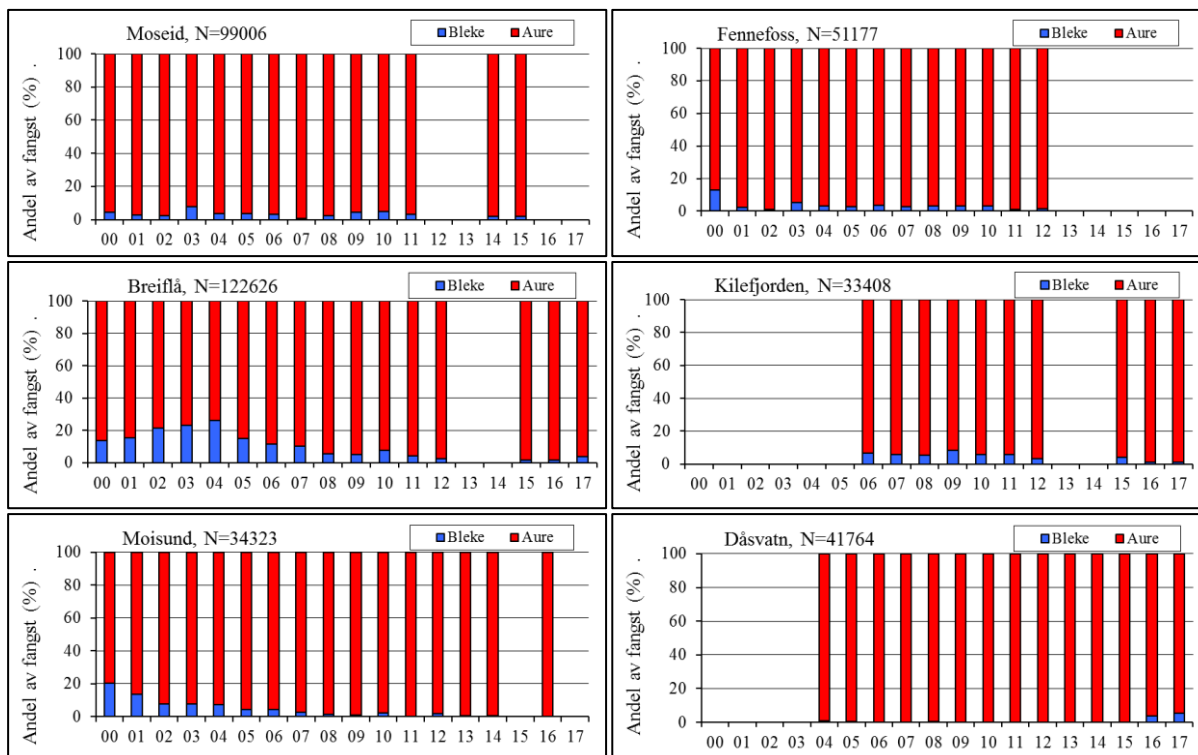 Moseid, N=99006
Bleke Aure
Andel av fangst (%) .
100
80
60
40
20
0
00 01 02 03 04 05 06 07 08 09 10 11 12 13 14 15 16 17
Fennefoss, N=51177
Bleke Aure
Andel av fangst (%) .
100
80
60
40
20
0
00 01 02 03 04 05 06 07 08 09 10 11 12 13 14 15 16 17
Breiflå, N=122626
Bleke Aure
Andel av fangst (%) .
100
80
60
40
20
0
00 01 02 03 04 05 06 07 08 09 10 11 12 13 14 15 16 17
Kilefjorden, N=33408
Bleke Aure
Andel av fangst (%) .
100
80
60
40
20
0
00 01 02 03 04 05 06 07 08 09 10 11 12 13 14 15 16 17
Moisund, N=34323
Bleke Aure
Andel av fangst (%) .
100
80
60
40
20
0
00 01 02 03 04 05 06 07 08 09 10 11 12 13 14 15 16 17
Dåsvatn, N=41764
Bleke Aure
Andel av fangst (%) .
100
80
60
40
20
0
00 01 02 03 04 05 06 07 08 09 10 11 12 13 14 15 16 17